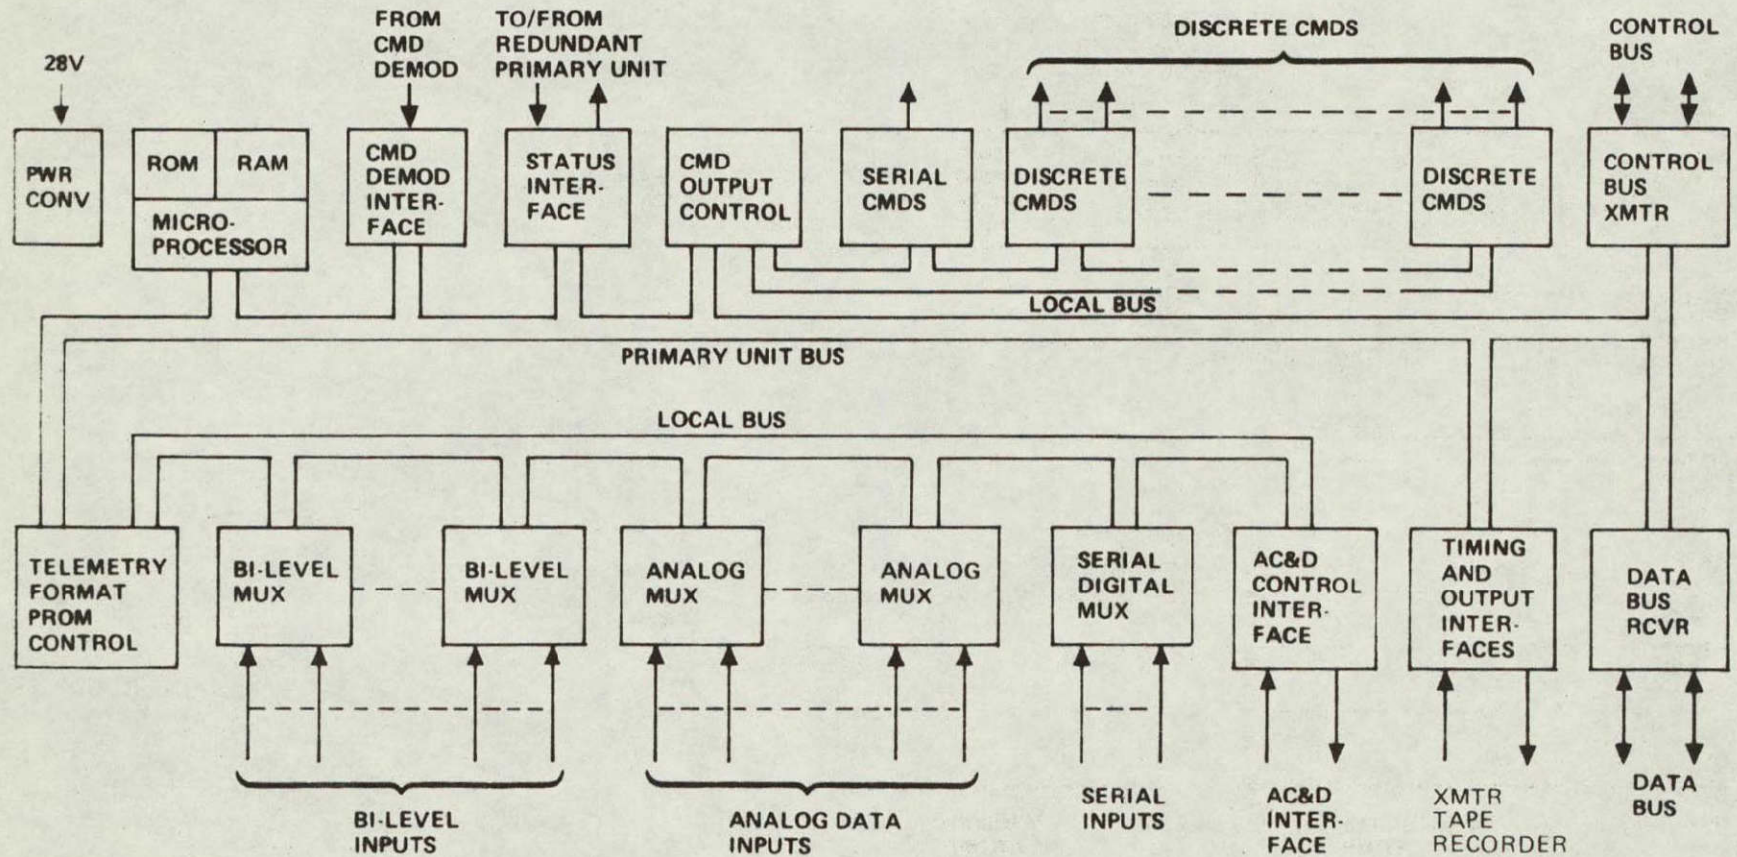 FROM
CMD
DEMOD
TO/FROM
REDUNDANT
PRIMARY UNIT
DISCRETE CMDS
CONTROL
BUS
28V
PWR
CONV
ROM
RAM
MICRO-
PROCESSOR
CMD
DEMOD
INTER-
FACE
STATUS
INTER-
FACE
CMD
OUTPUT
CONTROL
SERIAL
CMDS
DISCRETE
CMDS
DISCRETE
CMDS
CONTROL
BUS
XMTR
LOCAL BUS
PRIMARY UNIT BUS
LOCAL BUS
TELEMETRY
FORMAT
PROM
CONTROL
BI-LEVEL
MUX
BI-LEVEL
MUX
ANALOG
MUX
ANALOG
MUX
SERIAL
DIGITAL
MUX
AC&D
CONTROL
INTER-
FACE
TIMING
AND
OUTPUT
INTER-
FACES
DATA
BUS
RCVR
BI-LEVEL
INPUTS
ANALOG DATA
INPUTS
SERIAL
INPUTS
AC&D
INTER-
FACE
XMTR
TAPE
RECORDER
DATA
BUS